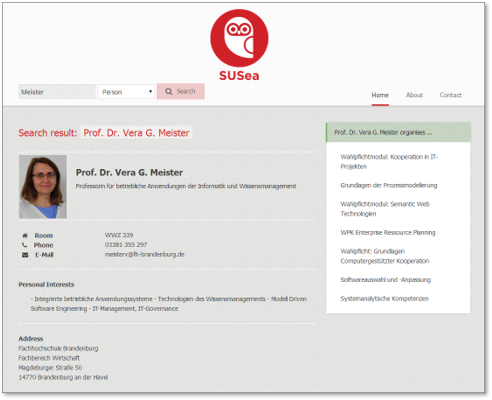 SUSea
Meister
Person
Search
Home
About
Contact
Search result: Prof. Dr. Vera G. Meister
Prof. Dr. Vera G. Meister
Professorin für betriebliche Anwendungen der Informatik und Wissensmanagement
Room WWZ 339
Phone 03381 355 297
E-Mail meisterv@fh-brandenburg.de
Personal Interests
- Integrierte betriebliche Anwendungssysteme - Technologien des Wissensmanagements - Modell Driven
Software Engineering - IT-Management, IT-Governance
Address
Fachhochschule Brandenburg
Fachbereich Wirtschaft
Magdeburger Straße 50
14770 Brandenburg an der Havel
Prof. Dr. Vera G. Meister organises ...
Wahlpflichtmodul: Kooperation in IT-
Projekten
Grundlagen der Prozessmodellierung
Wahlpflichtmodul: Semantic Web
Technologien
WPK Enterprise Ressource Planning
Wahlpflicht: Grundlagen
Computergestützter Kooperation
Softwareauswahl und -Anpassung
Systemanalytische Kompetenzen